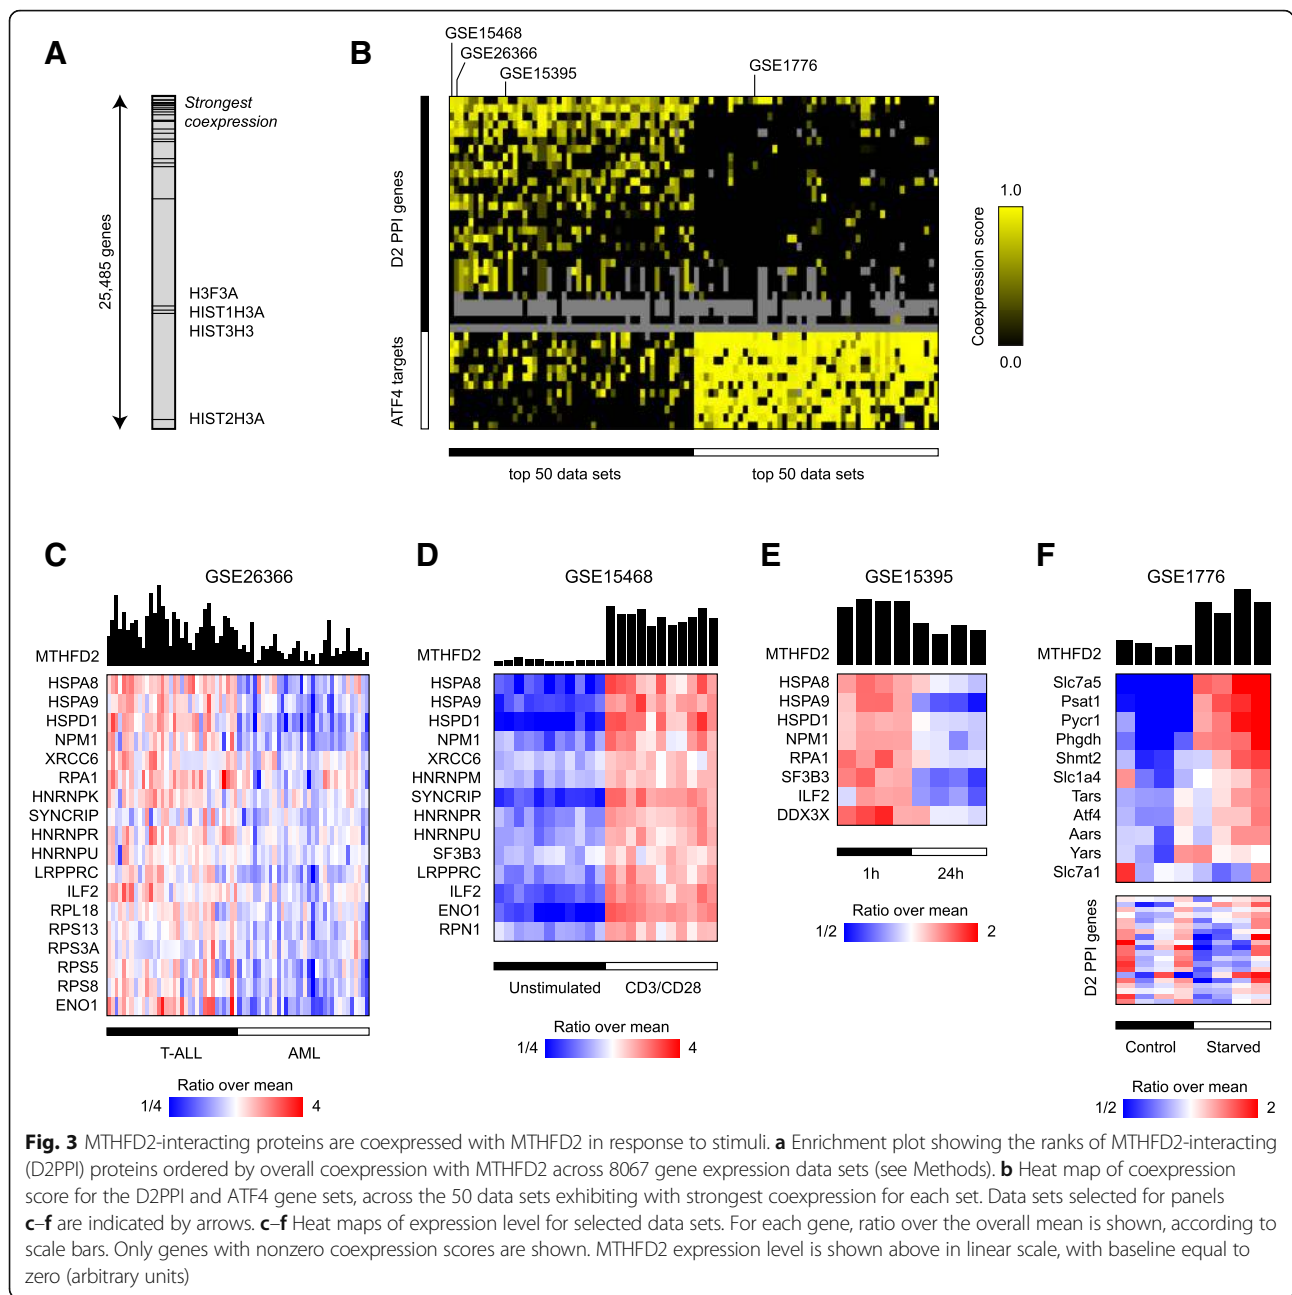 A
Strongest
coexpression
25,485 genes
H3F3A
HIST1H3A
HIST3H3
HIST2H3A
B
GSE15468
GSE26366
GSE15395
GSE1776
D2 PPI genes
ATF4 targets
top 50 data sets
top 50 data sets
1.0
Coexpression score
0.0
C
GSE26366
MTHFD2
HSPA8
HSPA9
HSPD1
NPM1
XRCC6
RPA1
HNRNPK
SYNCRIP
HNRNPR
HNRNPU
LRPPRC
ILF2
RPL18
RPS13
RPS3A
RPS5
RPS8
ENO1
T-ALL
AML
Ratio over mean
1/4
4
D
GSE15468
MTHFD2
HSPA8
HSPA9
HSPD1
NPM1
XRCC6
HNRNPM
SYNCRIP
HNRNPR
HNRNPU
SF3B3
LRPPRC
ILF2
ENO1
RPN1
Unstimulated
CD3/CD28
Ratio over mean
1/4
4
E
GSE15395
MTHFD2
HSPA8
HSPA9
HSPD1
NPM1
RPA1
SF3B3
ILF2
DDX3X
1h
24h
Ratio over mean
1/2
2
F
GSE1776
MTHFD2
Slc7a5
Psat1
Pycr1
Phgdh
Shmt2
Slc1a4
Tars
Atf4
Aars
Yars
Slc7a1
D2 PPI genes
Control
Starved
Ratio over mean
1/2
2
Fig. 3 MTHFD2-interacting proteins are coexpressed with MTHFD2 in response to stimuli. a Enrichment plot showing the ranks of MTHFD2-interacting
(D2PPI) proteins ordered by overall coexpression with MTHFD2 across 8067 gene expression data sets (see Methods). b Heat map of coexpression
score for the D2PPI and ATF4 gene sets, across the 50 data sets exhibiting with strongest coexpression for each set. Data sets selected for panels
c–f are indicated by arrows. c–f Heat maps of expression level for selected data sets. For each gene, ratio over the overall mean is shown, according to
scale bars. Only genes with nonzero coexpression scores are shown. MTHFD2 expression level is shown above in linear scale, with baseline equal to
zero (arbitrary units)